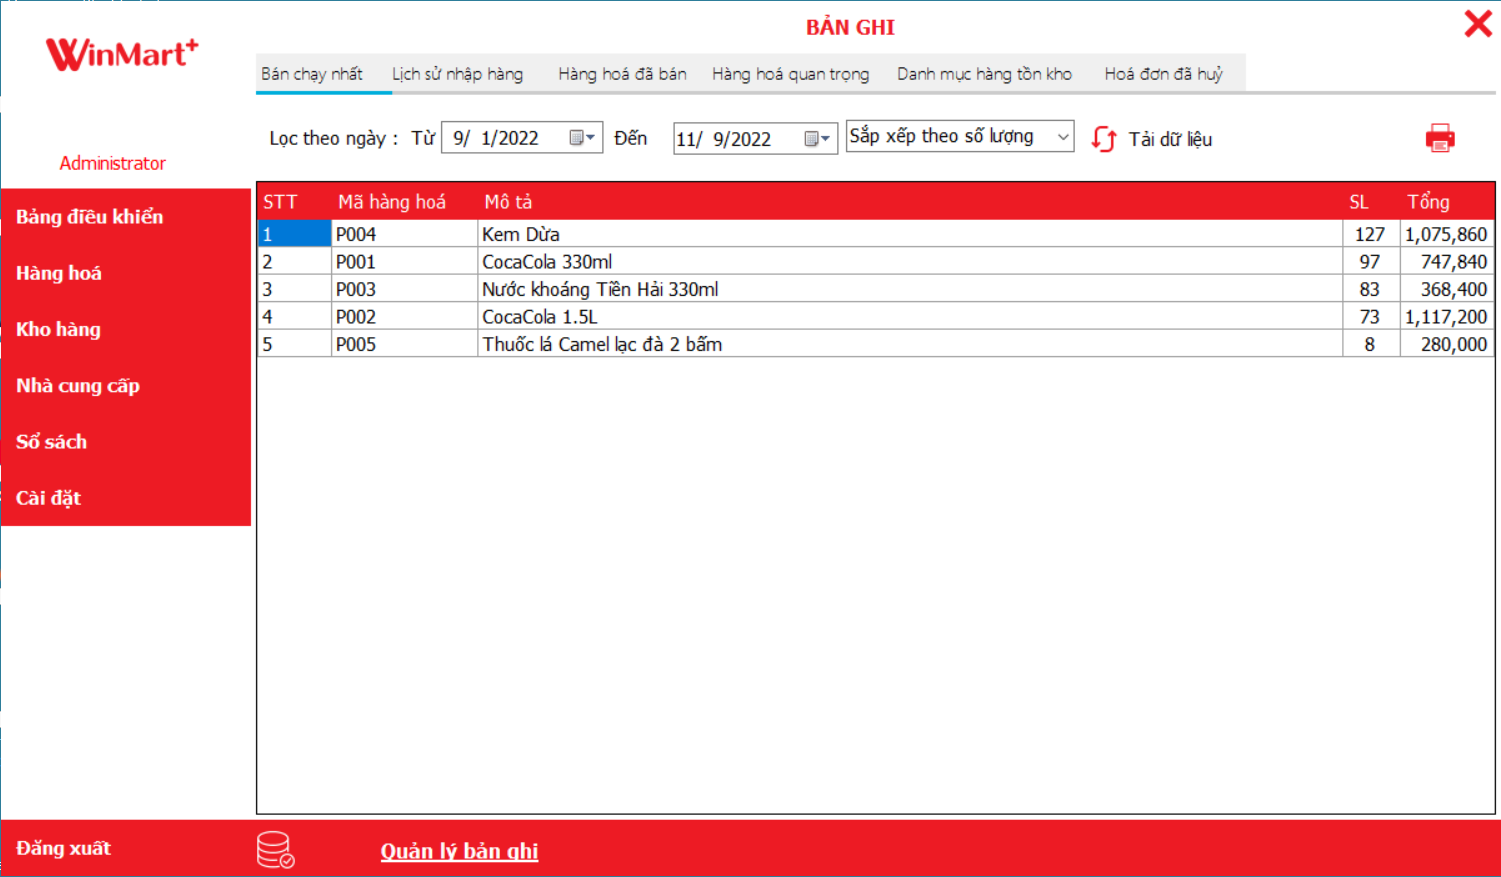 BẢN GHI
WinMart+
Bán chạy nhất Lịch sử nhập hàng Hàng hoá đã bán Hàng hoá quan trọng Danh mục hàng tồn kho Hoá đơn đã huỷ
Lọc theo ngày : Từ 9/ 1/2022 Đến 11/ 9/2022 Sắp xếp theo số lượng Tải dữ liệu
Administrator
Bảng điều khiển
Hàng hoá
Kho hàng
Nhà cung cấp
Sổ sách
Cài đặt
STT Mã hàng hoá Mô tả SL Tổng
1 P004 Kem Dừa 127 1,075,860
2 P001 CocaCola 330ml 97 747,840
3 P003 Nước khoáng Tiền Hải 330ml 83 368,400
4 P002 CocaCola 1.5L 73 1,117,200
5 P005 Thuốc lá Camel lạc đà 2 bấm 8 280,000
Đăng xuất
Quản lý bản ghi